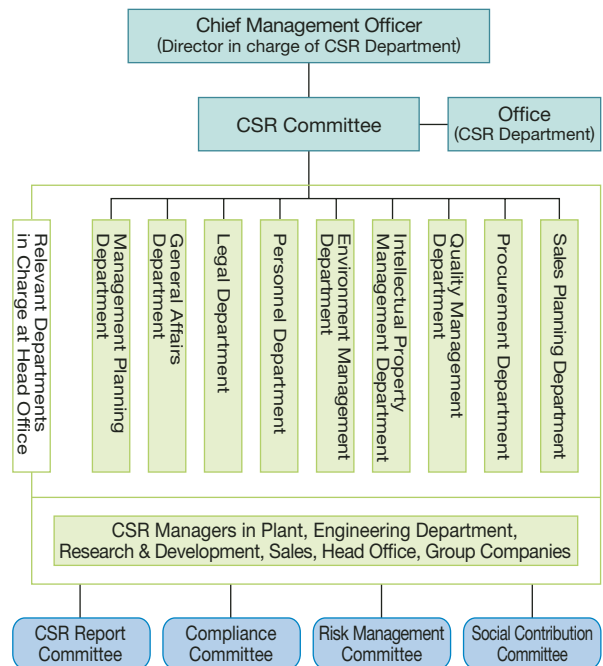 Chief Management Officer
(Director in charge of CSR Department)
CSR Committee
Office
(CSR Department)
Relevant Departments
in Charge at Head Office
Management Planning
Department
General Affairs
Department
Legal Department
Personnel Department
Environment Management
Department
Intellectual Property
Management Department
Quality Management
Department
Procurement Department
Sales Planning Department
CSR Managers in Plant, Engineering Department,
Research & Development, Sales, Head Office, Group Companies
CSR Report
Committee
Compliance
Committee
Risk Management
Committee
Social Contribution
Committee